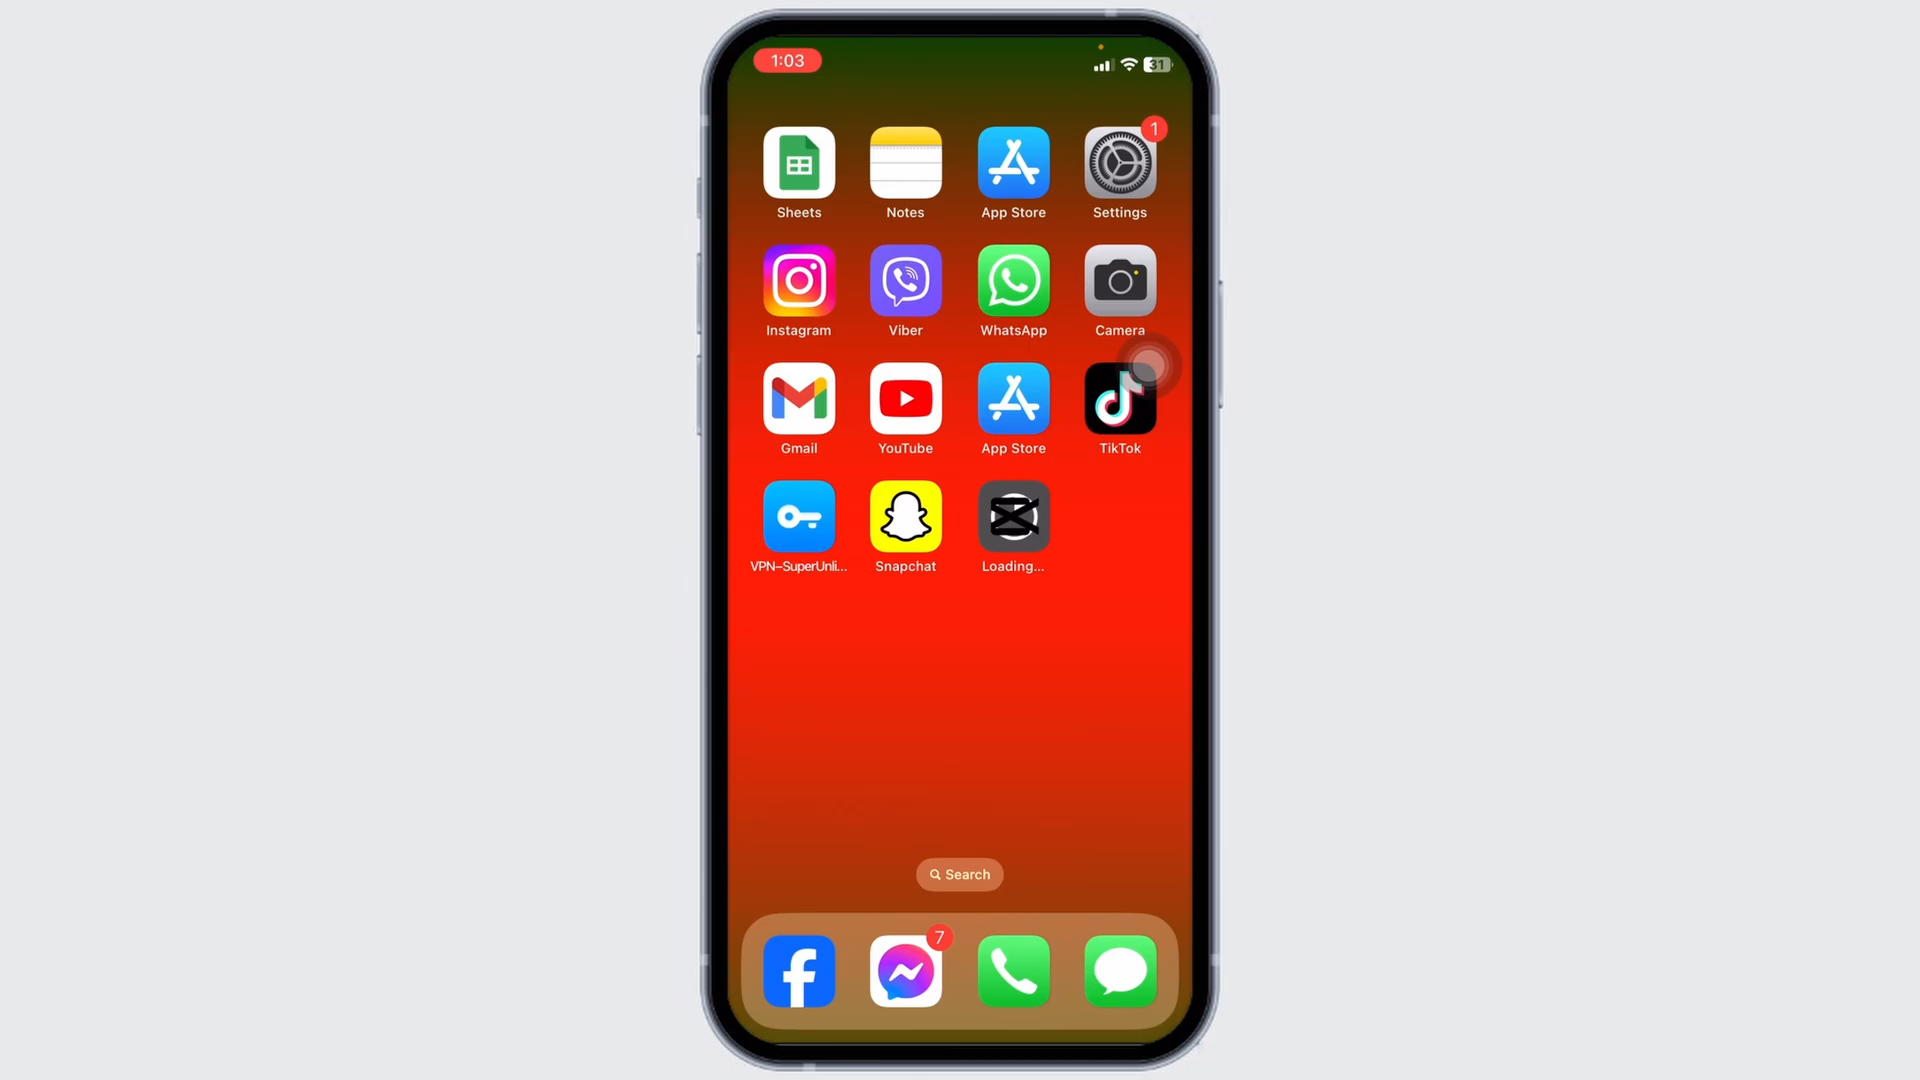 1:03
31
1
Sheets Notes App Store Settings
Instagram Viber WhatsApp Camera
Gmail YouTube App Store TikTok
VPN-SuperUnli... Snapchat Loading...
Search
7